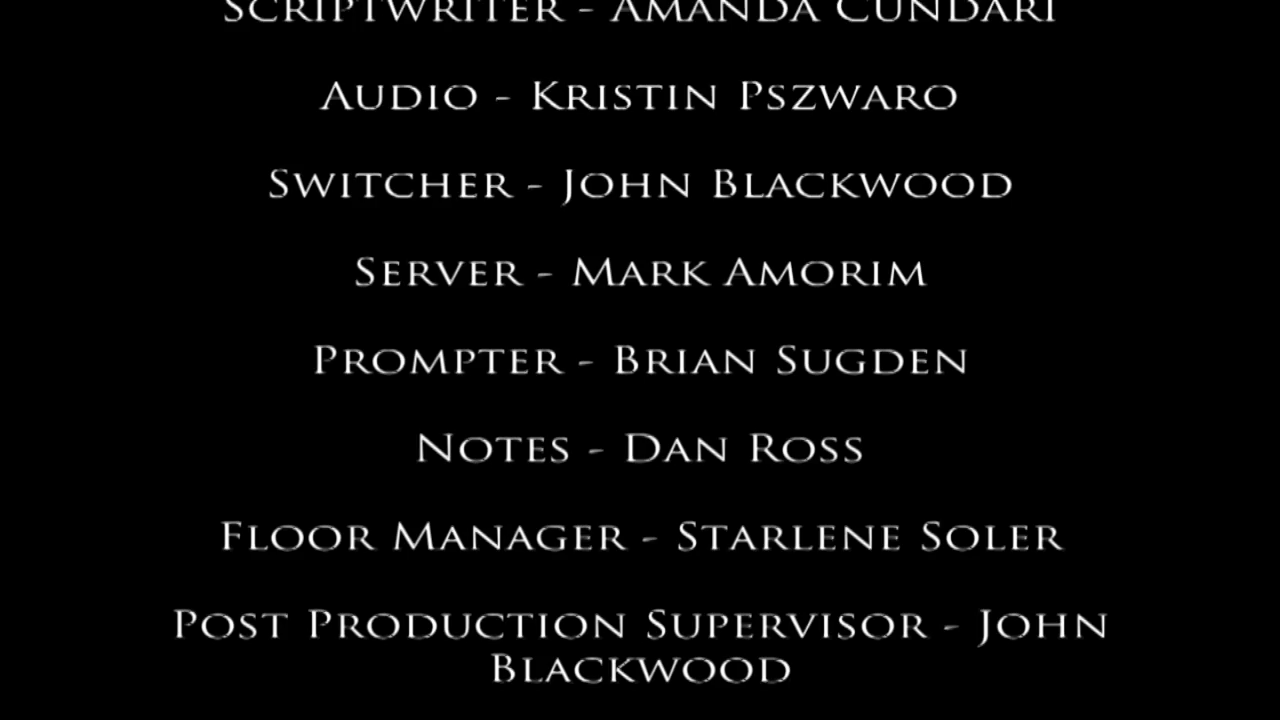 Scriptwriter - Amanda Cundari
Audio - Kristin Pszwaro
Switcher - John Blackwood
Server - Mark Amorim
Prompter - Brian Sugden
Notes - Dan Ross
Floor Manager - Starlene Soler
Post Production Supervisor - John
Blackwood